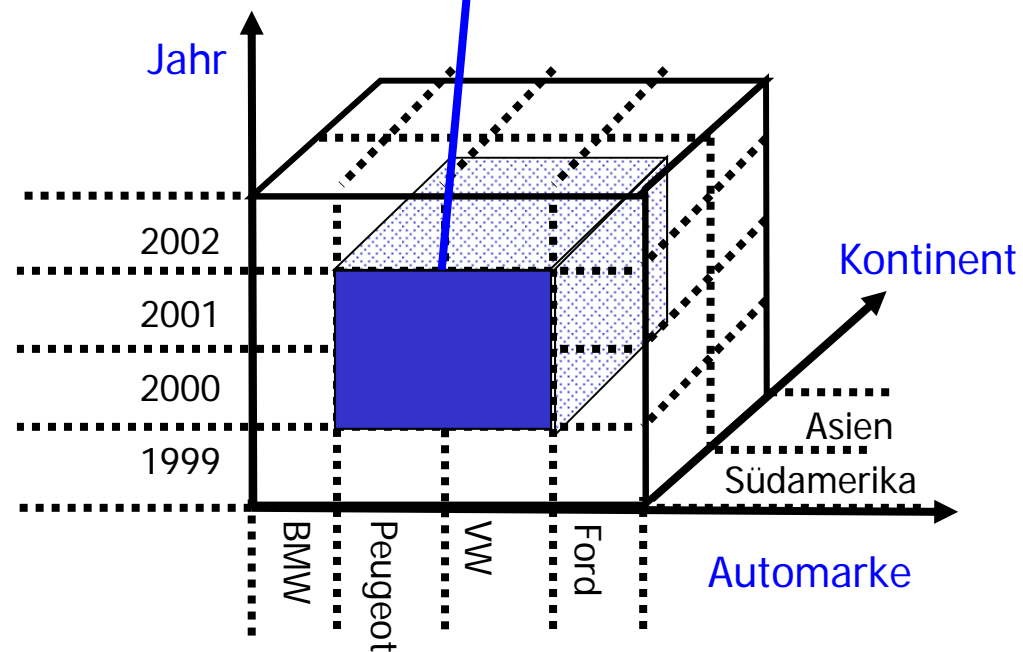 Jahr
2002
Kontinent
2001
2000
Asien
1999
Südamerika
BMW
Peugeot
VW
Ford
Automarke